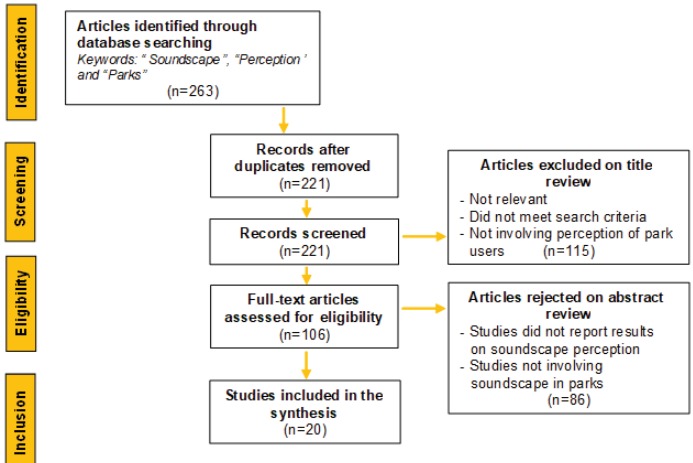 Identification
Articles identified through
database searching
Keywords: “ Soundscape”, “Perception ’
and “Parks”
(n=263)
Screening
Records after
duplicates removed
(n=221)
Records screened
(n=221)
Articles excluded on title
review
- Not relevant
- Did not meet search criteria
- Not involving perception of park
users (n=115)
Eligibility
Full-text articles
assessed for eligibility
(n=106)
Articles rejected on abstract
review
- Studies did not report results
on soundscape perception
- Studies not involving
soundscape in parks
(n=86)
Inclusion
Studies included in the
synthesis
(n=20)